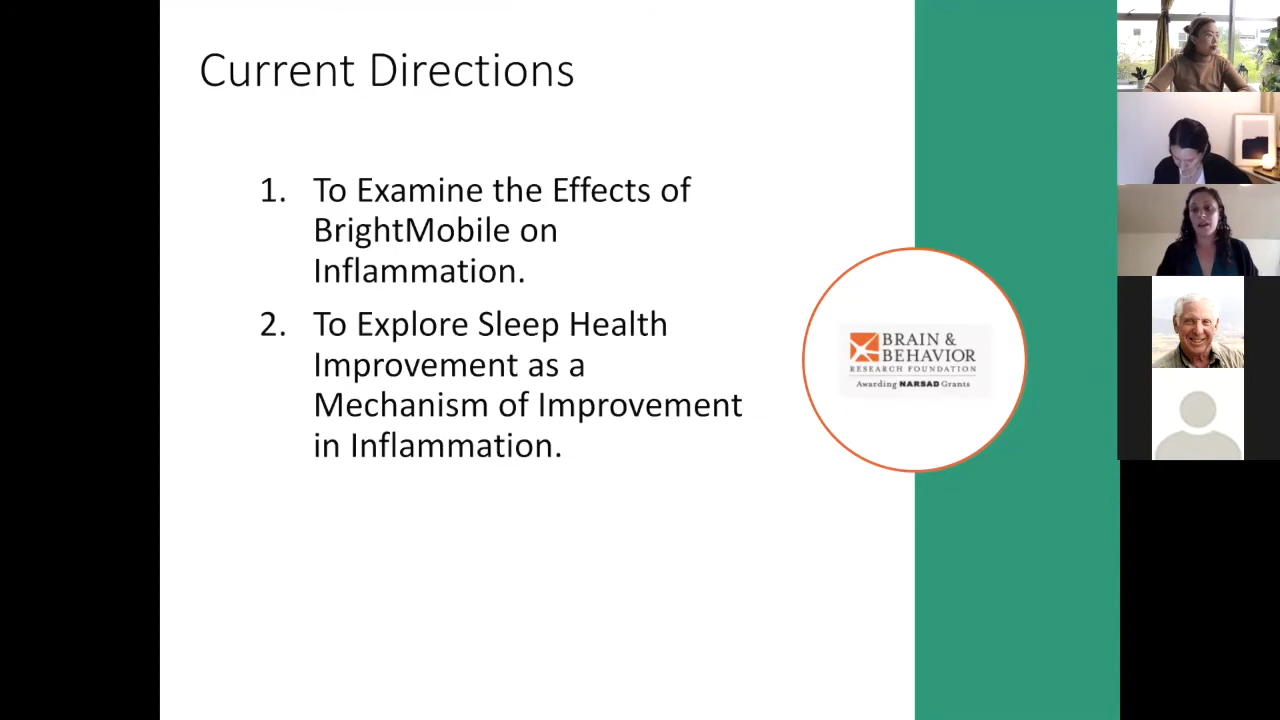 Current Directions
1. To Examine the Effects of
BrightMobile on
Inflammation.
2. To Explore Sleep Health
Improvement as a
Mechanism of Improvement
in Inflammation.
BRAIN &
BEHAVIOR
RESEARCH FOUNDATION
Awarding NARSAD Grants